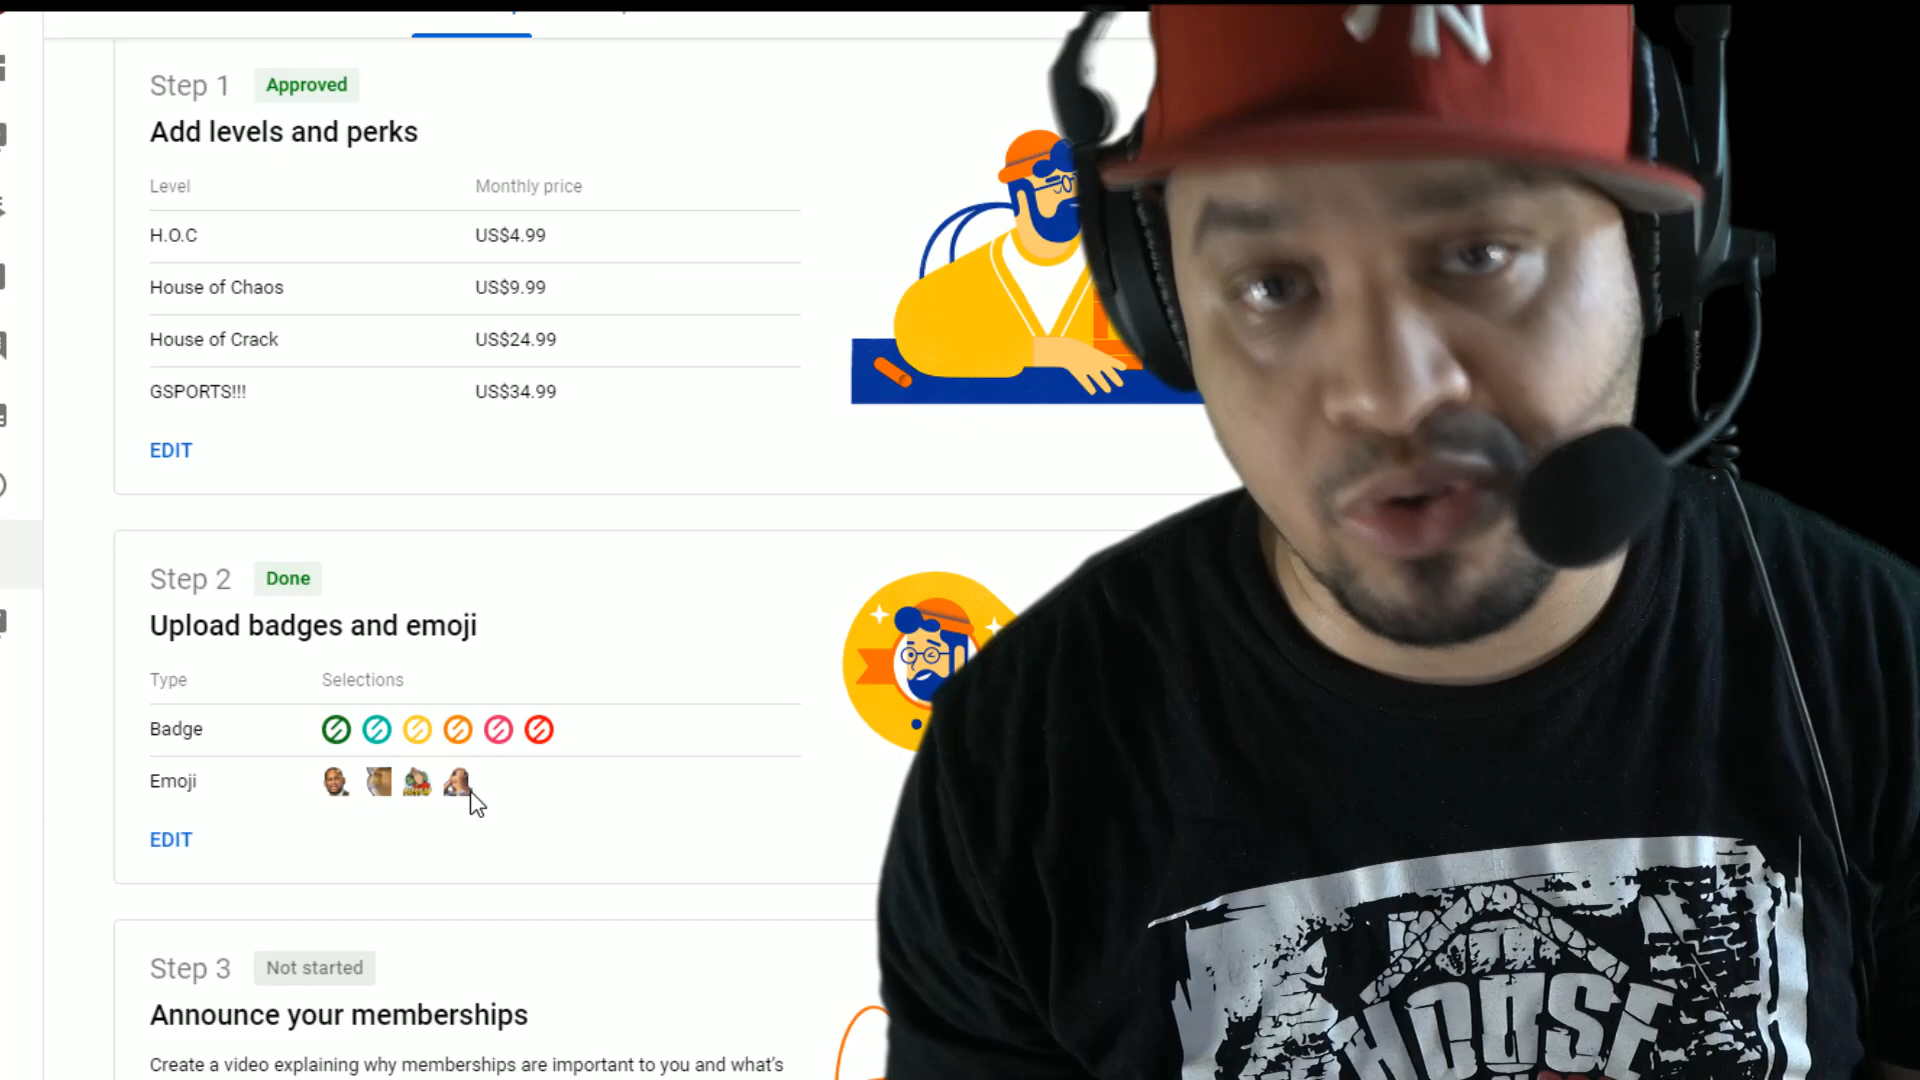 Step 1 Approved
Add levels and perks
Level Monthly price
H.O.C US$4.99
House of Chaos US$9.99
House of Crack US$24.99
GSPORTS!!! US$34.99
EDIT
Step 2 Done
Upload badges and emoji
Type Selections
Badge
Emoji
EDIT
Step 3 Not started
Announce your memberships
Create a video explaining why memberships are important to you and what's
HOUSE